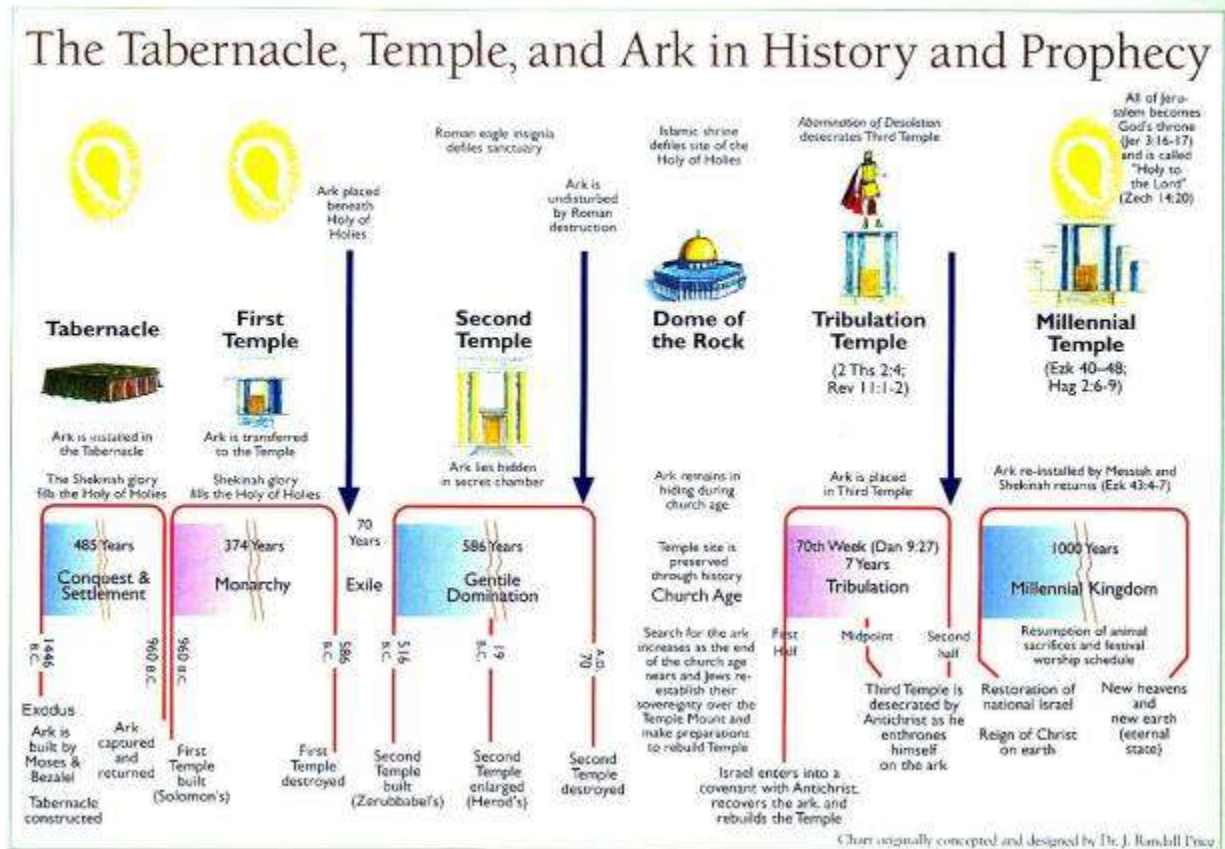 The Tabernacle, Temple, and Ark in History and Prophecy
Ark placed
beneath
Holy of
Holies
Roman eagle insignia
defiles sanctuary
Ark is
undisturbed
by Roman
destruction
Islamic shrine
defiles site of the
Holy of Holies
Abomination of Desolation
desecrates Third Temple
All of Jeru-
salem becomes
God's throne
(Jer 3:16-17)
and is called
"Holy to
the Lord"
(Zech 14:20)
Tabernacle
First
Temple
Second
Temple
Dome of
the Rock
Tribulation
Temple
(2 Ths 2:4;
Rev 11:1-2)
Millennial
Temple
(Ezk 40–48;
Hag 2:6-9)
Ark is installed in
the Tabernacle
The Shekinah glory
fills the Holy of Holies
Ark is transferred
to the Temple
Shekinah glory
fills the Holy of Holies
Ark lies hidden
in secret chamber
Ark remains in
hiding during
church age
Ark is placed
in Third Temple
Ark re-installed by Messiah and
Shekinah returns (Ezk 43:4-7)
485 Years
Conquest &
Settlement
374 Years
Monarchy
70
Years
Exile
586 Years
Gentile
Domination
Temple site is
preserved
through history
Church Age
70th Week (Dan 9:27)
7 Years
Tribulation
1000 Years
Millennial Kingdom
1446
B.C.
960 B.C.
960 B.C.
586
B.C.
516
B.C.
19
B.C.
A.D.
70
Search for the ark
increases as the end
of the church age
nears and Jews re-
establish their
sovereignty over the
Temple Mount and
make preparations
to rebuild Temple
First
Half
Midpoint
Second
half
Resumption of animal
sacrifices and festival
worship schedule
Exodus
Ark is
built by
Moses &
Bezalel
Tabernacle
constructed
Ark
captured
and
returned
First
Temple
built
(Solomon's)
First
Temple
destroyed
Second
Temple
built
(Zerubbabel's)
Second
Temple
enlarged
(Herod's)
Second
Temple
destroyed
Israel enters into a
covenant with Antichrist,
recovers the ark, and
rebuilds the Temple
Third Temple is
desecrated by
Antichrist as he
enthrones
himself
on the ark
Restoration of
national Israel
Reign of Christ
on earth
New heavens
and
new earth
(eternal
state)
Chart originally concepted and designed by Dr. J. Randall Price